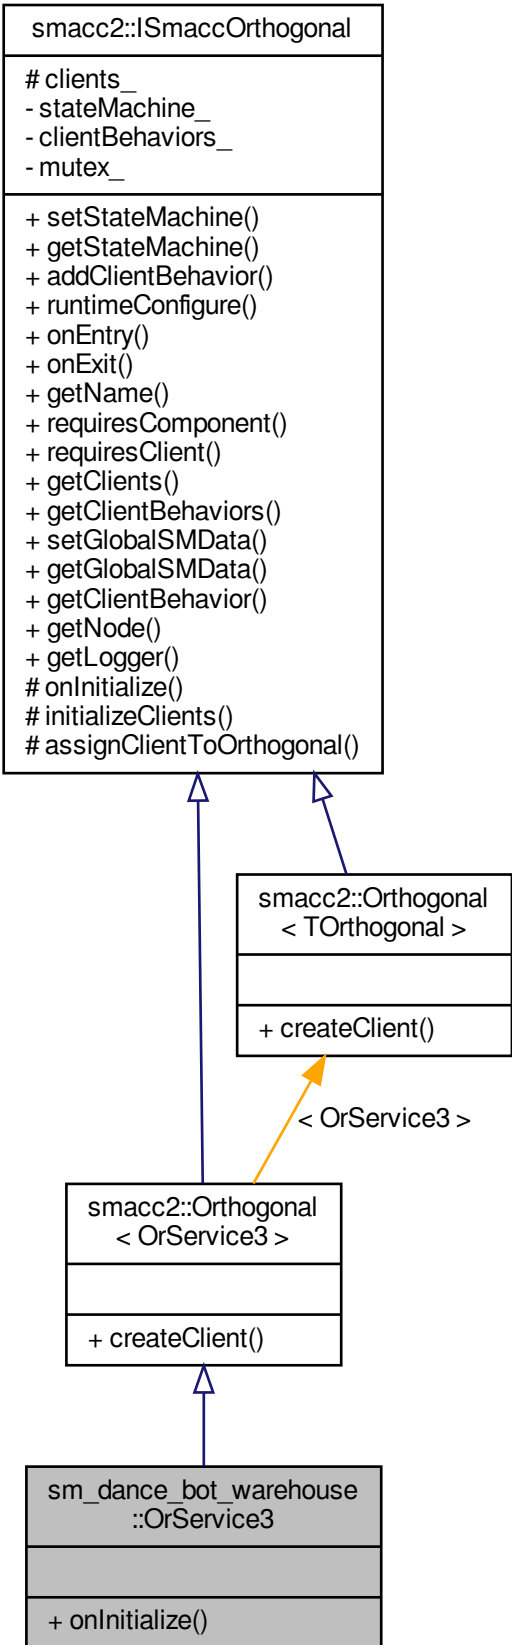 smacc2::ISmaccOrthogonal
# clients_
- stateMachine_
- clientBehaviors_
- mutex_
+ setStateMachine()
+ getStateMachine()
+ addClientBehavior()
+ runtimeConfigure()
+ onEntry()
+ onExit()
+ getName()
+ requiresComponent()
+ requiresClient()
+ getClients()
+ getClientBehaviors()
+ setGlobalSMData()
+ getGlobalSMData()
+ getClientBehavior()
+ getNode()
+ getLogger()
# onInitialize()
# initializeClients()
# assignClientToOrthogonal()
smacc2::Orthogonal
< TOrthogonal >
+ createClient()
< OrService3 >
smacc2::Orthogonal
< OrService3 >
+ createClient()
sm_dance_bot_warehouse
::OrService3
+ onInitialize()